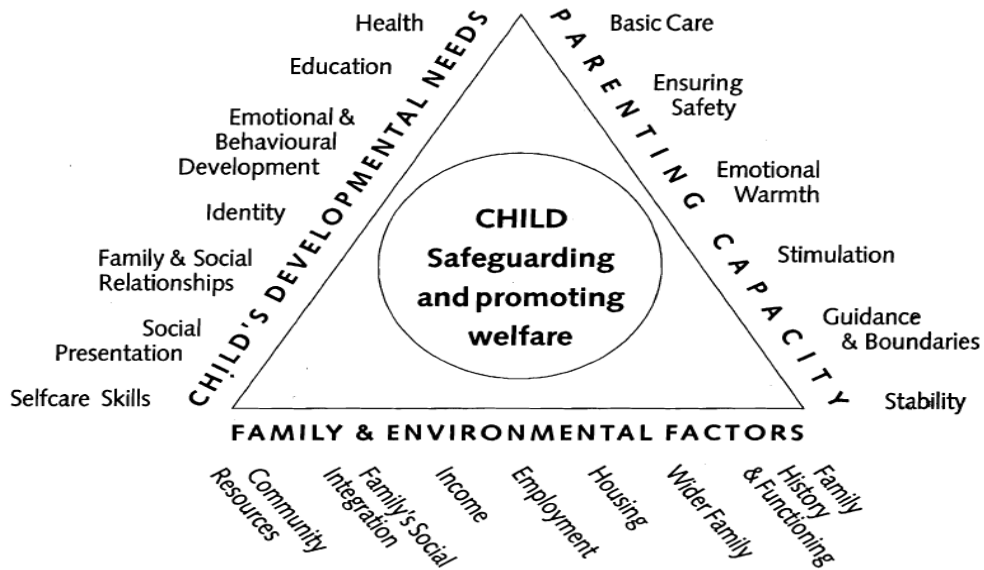 Health
Education
Emotional &
Behavioural
Development
Identity
Family & Social
Relationships
Social
Presentation
Selfcare Skills
CHILD'S DEVELOPMENTAL NEEDS
CHILD
Safeguarding
and promoting
welfare
PARENTING CAPACITY
Basic Care
Ensuring
Safety
Emotional
Warmth
Stimulation
Guidance
& Boundaries
Stability
FAMILY & ENVIRONMENTAL FACTORS
Community
Resources
Family's Social
Integration
Income
Employment
Housing
Wider Family
Family
History
& Functioning